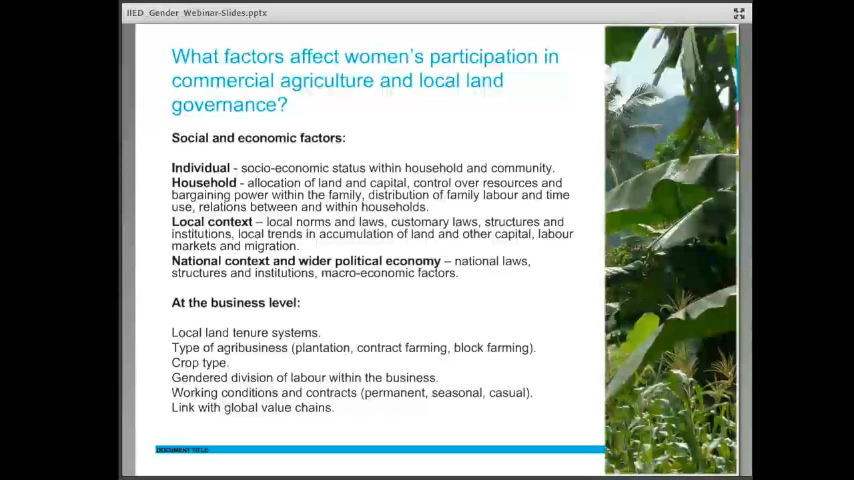 IIED_Gender_Webinar-Slides.pptx
What factors affect women's participation in
commercial agriculture and local land
governance?
Social and economic factors:
Individual - socio-economic status within household and community.
Household - allocation of land and capital, control over resources and
bargaining power within the family, distribution of family labour and time
use, relations between and within households.
Local context – local norms and laws, customary laws, structures and
institutions, local trends in accumulation of land and other capital, labour
markets and migration.
National context and wider political economy – national laws,
structures and institutions, macro-economic factors.
At the business level:
Local land tenure systems.
Type of agribusiness (plantation, contract farming, block farming).
Crop type.
Gendered division of labour within the business.
Working conditions and contracts (permanent, seasonal, casual).
Link with global value chains.
DOCUMENT TITLE